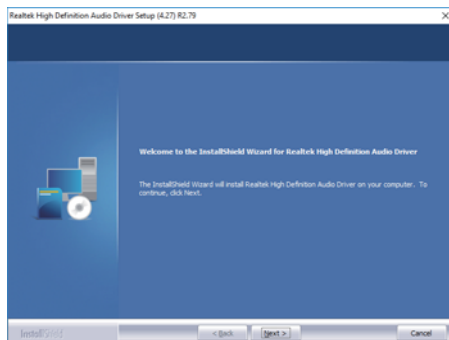 Realtek High Definition Audio Driver Setup (4.27) R2.79
Welcome to the InstallShield Wizard for Realtek High Definition Audio Driver
The InstallShield Wizard will install Realtek High Definition Audio Driver on your computer. To
continue, click Next.
InstallShield
< Back
Next >
Cancel